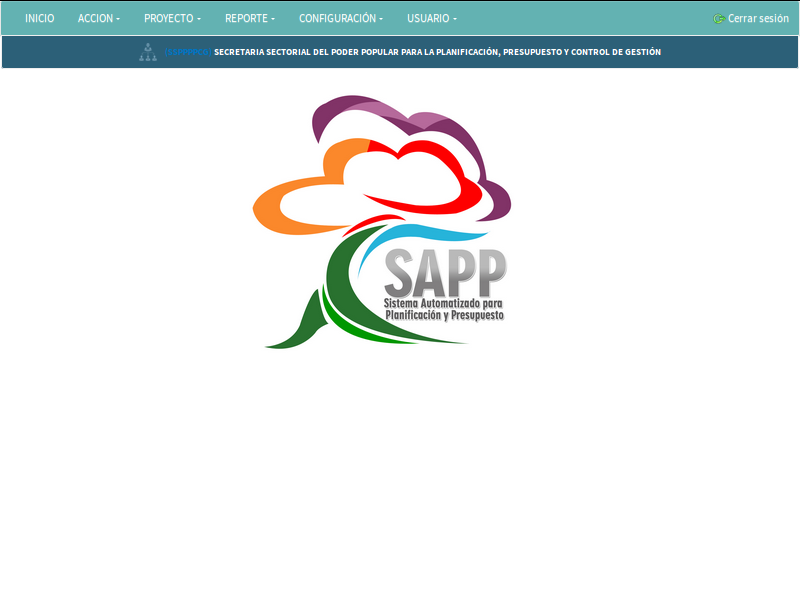 INICIO ACCION PROYECTO REPORTE CONFIGURACIÓN USUARIO Cerrar sesión
SECRETARIA SECTORIAL DEL PODER POPULAR PARA LA PLANIFICACIÓN, PRESUPUESTO Y CONTROL DE GESTIÓN
SAPP
Sistema Automatizado para
Planificación y Presupuesto